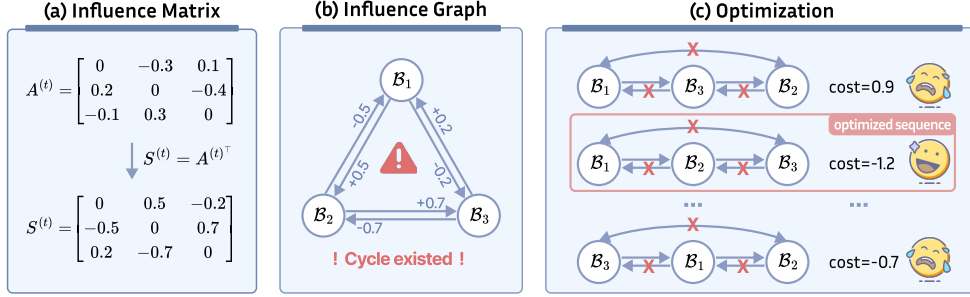 (a) Influence Matrix
A^(t) = [ 0 −0.3 0.1
0.2 0 −0.4
−0.1 0.3 0 ]
S^(t) = A^(t)^⊤
S^(t) = [ 0 0.5 −0.2
−0.5 0 0.7
0.2 −0.7 0 ]
(b) Influence Graph
B1
-0.5
+0.5
+0.2
-0.2
!
B2
+0.7
-0.7
B3
! Cycle existed !
(c) Optimization
X
B1 X B3 X B2 cost=0.9
optimized sequence
X
B1 X B2 X B3 cost=-1.2
... ...
X
B3 X B1 X B2 cost=-0.7